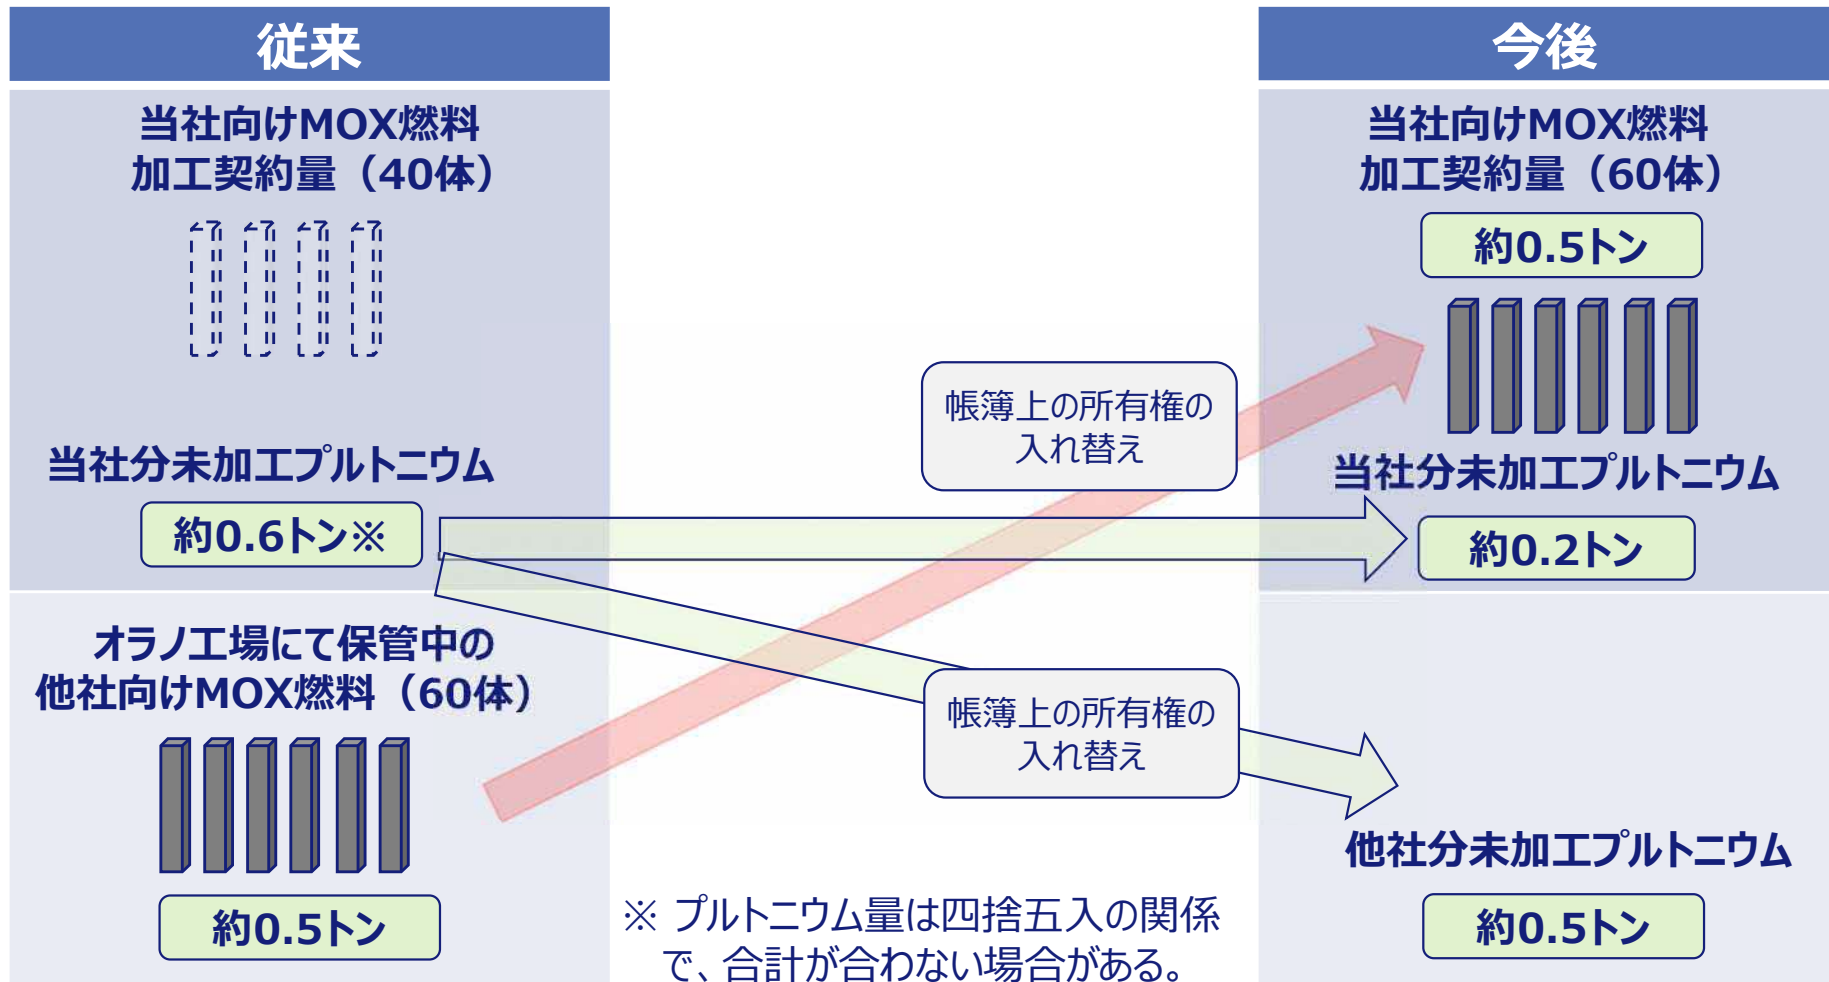 従来
当社向けMOX燃料
加工契約量（40体）
当社分未加工プルトニウム
約0.6トン※
オラノ工場にて保管中の
他社向けMOX燃料（60体）
約0.5トン
帳簿上の所有権の
入れ替え
帳簿上の所有権の
入れ替え
※ プルトニウム量は四捨五入の関係
で、合計が合わない場合がある。
今後
当社向けMOX燃料
加工契約量（60体）
約0.5トン
当社分未加工プルトニウム
約0.2トン
他社分未加工プルトニウム
約0.5トン